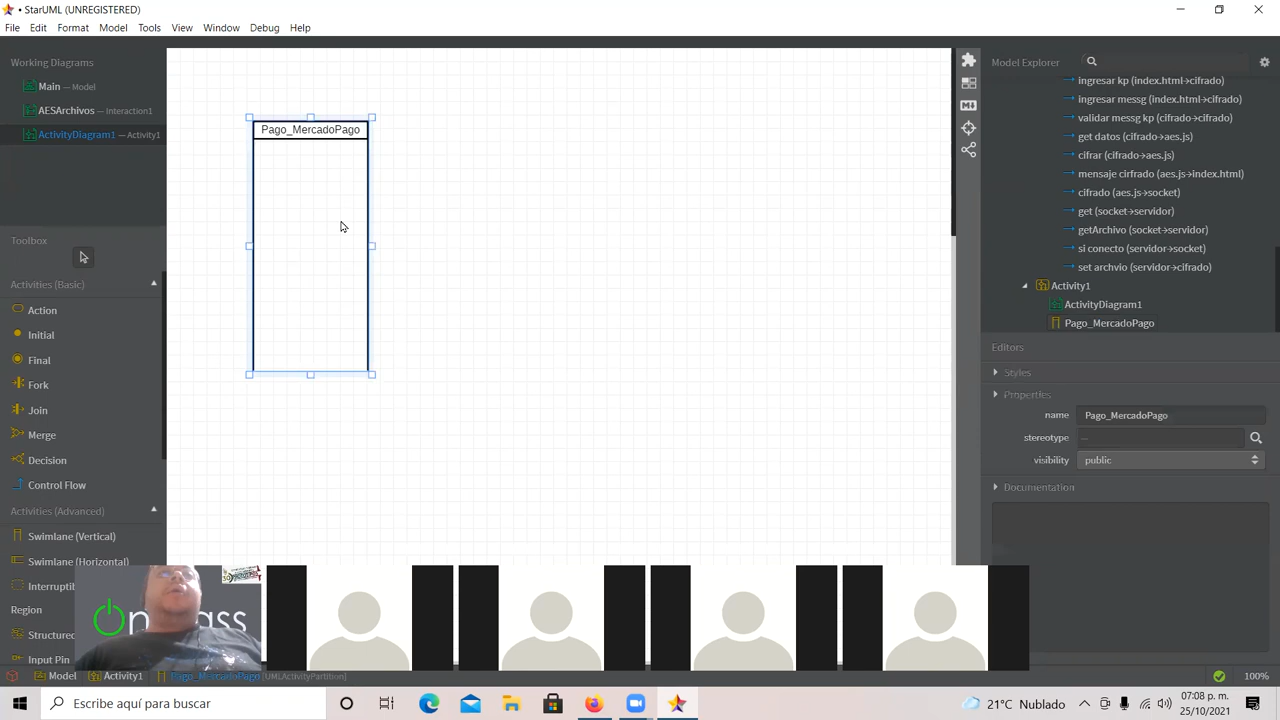 • StarUML (UNREGISTERED)
File Edit Format Model Tools View Window Debug Help
Working Diagrams
Main — Model
AESArchivos — Interaction1
ActivityDiagram1 — Activity1
Toolbox
Activities (Basic)
Action
Initial
Final
Fork
Join
Merge
Decision
Control Flow
Activities (Advanced)
Swimlane (Vertical)
Swimlane (Horizontal)
Interruptib
Region
Structured
Input Pin
Pago_MercadoPago
Model Explorer
ingresar kp (index.html→cifrado)
ingresar messg (index.html→cifrado)
validar messg kp (cifrado→cifrado)
get datos (cifrado→aes.js)
cifrar (cifrado→aes.js)
mensaje cirfrado (aes.js→index.html)
cifrado (aes.js→socket)
get (socket→servidor)
getArchivo (socket→servidor)
si conecto (servidor→socket)
set archvio (servidor→cifrado)
Activity1
ActivityDiagram1
Pago_MercadoPago
Editors
Styles
Properties
name Pago_MercadoPago
stereotype —
visibility public
Documentation
Model Activity1 Pago_MercadoPago [UMLActivityPartition]
100%
Escribe aquí para buscar
21°C Nublado
07:08 p. m.
25/10/2021